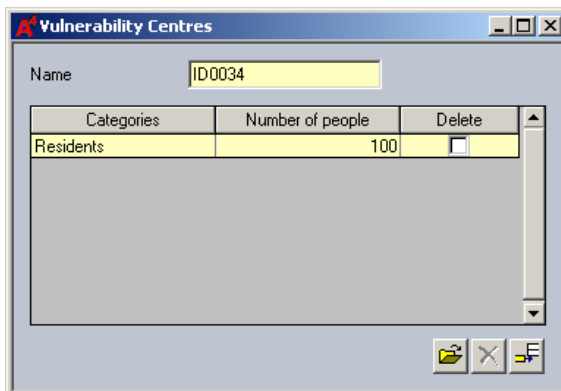 A4 Vulnerability Centres
Name ID0034
Categories Number of people Delete
Residents 100